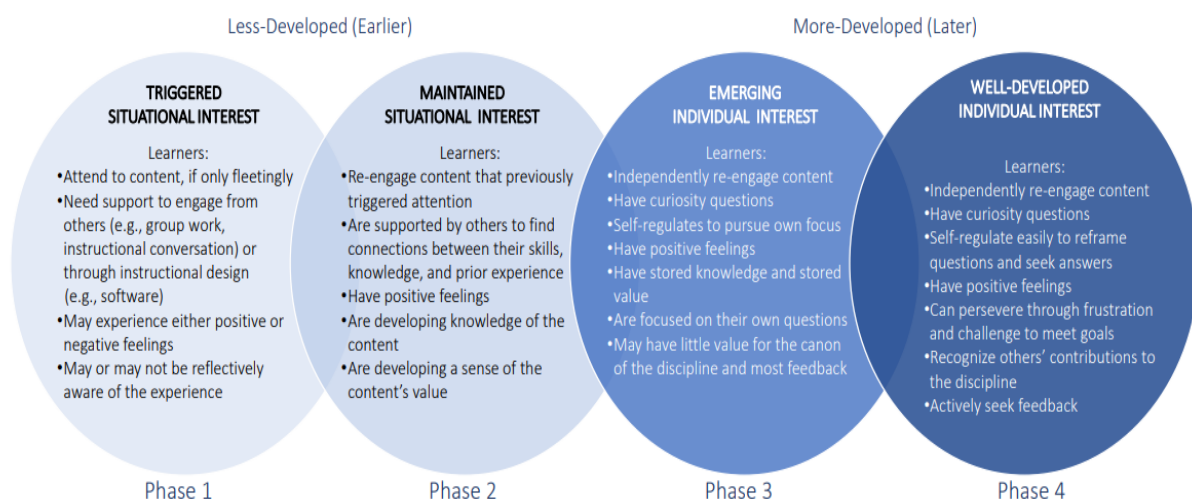 Less-Developed (Earlier)
More-Developed (Later)
TRIGGERED
SITUATIONAL INTEREST
Learners:
•Attend to content, if only fleetingly
•Need support to engage from
others (e.g., group work,
instructional conversation) or
through instructional design
(e.g., software)
•May experience either positive or
negative feelings
•May or may not be reflectively
aware of the experience
Phase 1
MAINTAINED
SITUATIONAL INTEREST
Learners:
•Re-engage content that previously
triggered attention
•Are supported by others to find
connections between their skills,
knowledge, and prior experience
•Have positive feelings
•Are developing knowledge of the
content
•Are developing a sense of the
content's value
Phase 2
EMERGING
INDIVIDUAL INTEREST
Learners:
•Independently re-engage content
•Have curiosity questions
•Self-regulates to pursue own focus
•Have positive feelings
•Have stored knowledge and stored
value
•Are focused on their own questions
•May have little value for the canon
of the discipline and most feedback
Phase 3
WELL-DEVELOPED
INDIVIDUAL INTEREST
Learners:
•Independently re-engage content
•Have curiosity questions
•Self-regulate easily to reframe
questions and seek answers
•Have positive feelings
•Can persevere through frustration
and challenge to meet goals
•Recognize others' contributions to
the discipline
•Actively seek feedback
Phase 4